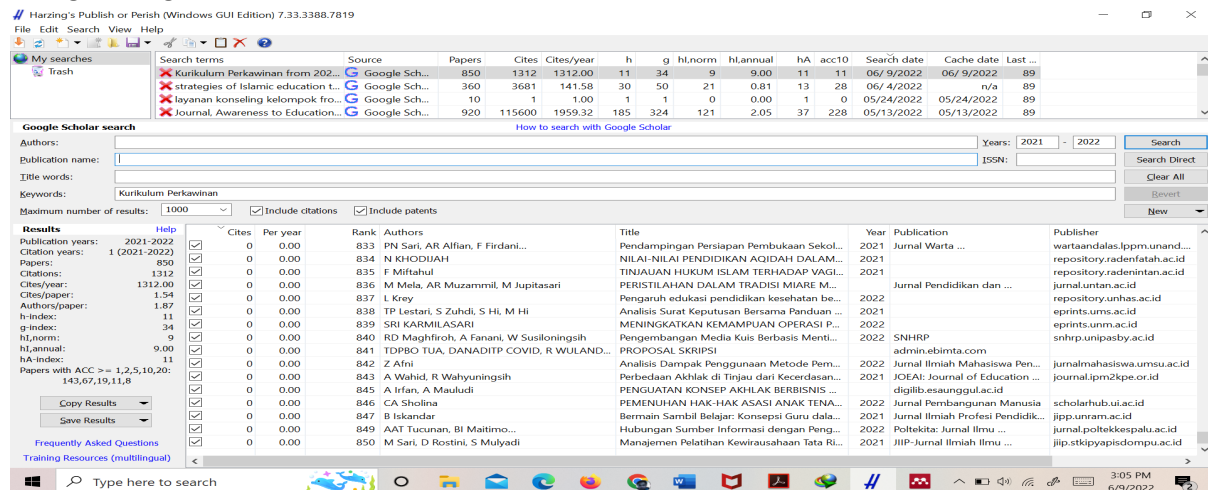 Harzing's Publish or Perish (Windows GUI Edition) 7.33.3388.7819
File Edit Search View Help
My searches
Trash
Search terms Source Papers Cites Cites/year h g hI,norm hI,annual hA acc10 Search date Cache date Last ...
Kurikulum Perkawinan from 202... Google Sch... 850 1312 1312.00 11 34 9 9.00 11 11 06/ 9/2022 06/ 9/2022 89
strategies of Islamic education t... Google Sch... 360 3681 141.58 30 50 21 0.81 13 28 06/ 4/2022 n/a 89
layanan konseling kelompok fro... Google Sch... 10 1 1.00 1 1 0 0.00 1 0 05/24/2022 05/24/2022 89
Journal, Awareness to Education... Google Sch... 920 115600 1959.32 185 324 121 2.05 37 228 05/13/2022 05/13/2022 89
Google Scholar search How to search with Google Scholar
Authors: Years: 2021 - 2022 Search
Publication name: ISSN: Search Direct
Title words: Clear All
Keywords: Kurikulum Perkawinan Revert
Maximum number of results: 1000 Include citations Include patents New
Results Help
Publication years: 2021-2022
Citation years: 1 (2021-2022)
Papers: 850
Citations: 1312
Cites/year: 1312.00
Cites/paper: 1.54
Authors/paper: 1.87
h-index: 11
g-index: 34
hI,norm: 9
hI,annual: 9.00
hA-index: 11
Papers with ACC >= 1,2,5,10,20:
143,67,19,11,8
Copy Results
Save Results
Frequently Asked Questions
Training Resources (multilingual)
Cites Per year Rank Authors Title Year Publication Publisher
0 0.00 833 PN Sari, AR Alfian, F Firdani... Pendampingan Persiapan Pembukaan Sekol... 2021 Jurnal Warta ... wartaandalas.lppm.unand....
0 0.00 834 N KHODIJAH NILAI-NILAI PENDIDIKAN AQIDAH DALAM... 2021 repository.radenfatah.ac.id
0 0.00 835 F Miftahul TINJAUAN HUKUM ISLAM TERHADAP VAGI... 2021 repository.radenintan.ac.id
0 0.00 836 M Mela, AR Muzammil, M Jupitasari PERISTILAHAN DALAM TRADISI MIARE M... Jurnal Pendidikan dan ... jurnal.untan.ac.id
0 0.00 837 L Krey Pengaruh edukasi pendidikan kesehatan be... 2022 repository.unhas.ac.id
0 0.00 838 TP Lestari, S Zuhdi, S Hi, M Hi Analisis Surat Keputusan Bersama Panduan ... 2021 eprints.ums.ac.id
0 0.00 839 SRI KARMILASARI MENINGKATKAN KEMAMPUAN OPERASI P... 2022 eprints.unm.ac.id
0 0.00 840 RD Maghfiroh, A Fanani, W Susiloningsih Pengembangan Media Kuis Berbasis Menti... 2022 SNHRP snhrp.unipasby.ac.id
0 0.00 841 TDPBO TUA, DANADITP COVID, R WULAND... PROPOSAL SKRIPSI admin.ebimta.com
0 0.00 842 Z Afni Analisis Dampak Penggunaan Metode Pem... 2022 Jurnal Ilmiah Mahasiswa Pen... jurnalmahasiswa.umsu.ac.id
0 0.00 843 A Wahid, R Wahyuningsih Perbedaan Akhlak di Tinjau dari Kecerdasan... 2021 JOEAI: Journal of Education ... journal.ipm2kpe.or.id
0 0.00 845 A Irfan, A Mauludi PENGUATAN KONSEP AKHLAK BERBISNIS ... digilib.esaunggul.ac.id
0 0.00 846 CA Sholina PEMENUHAN HAK-HAK ASASI ANAK TENA... 2022 Jurnal Pembangunan Manusia scholarhub.ui.ac.id
0 0.00 847 B Iskandar Bermain Sambil Belajar: Konsepsi Guru dala... 2021 Jurnal Ilmiah Profesi Pendidik... jipp.unram.ac.id
0 0.00 849 AAT Tucunan, BI Maitimo... Hubungan Sumber Informasi dengan Peng... 2022 Poltekita: Jurnal Ilmu ... jurnal.poltekkespalu.ac.id
0 0.00 850 M Sari, D Rostini, S Mulyadi Manajemen Pelatihan Kewirausahaan Tata Ri... 2021 JIIP-Jurnal Ilmiah Ilmu ... jiip.stkipyapisdompu.ac.id
Type here to search
3:05 PM
6/9/2022
2